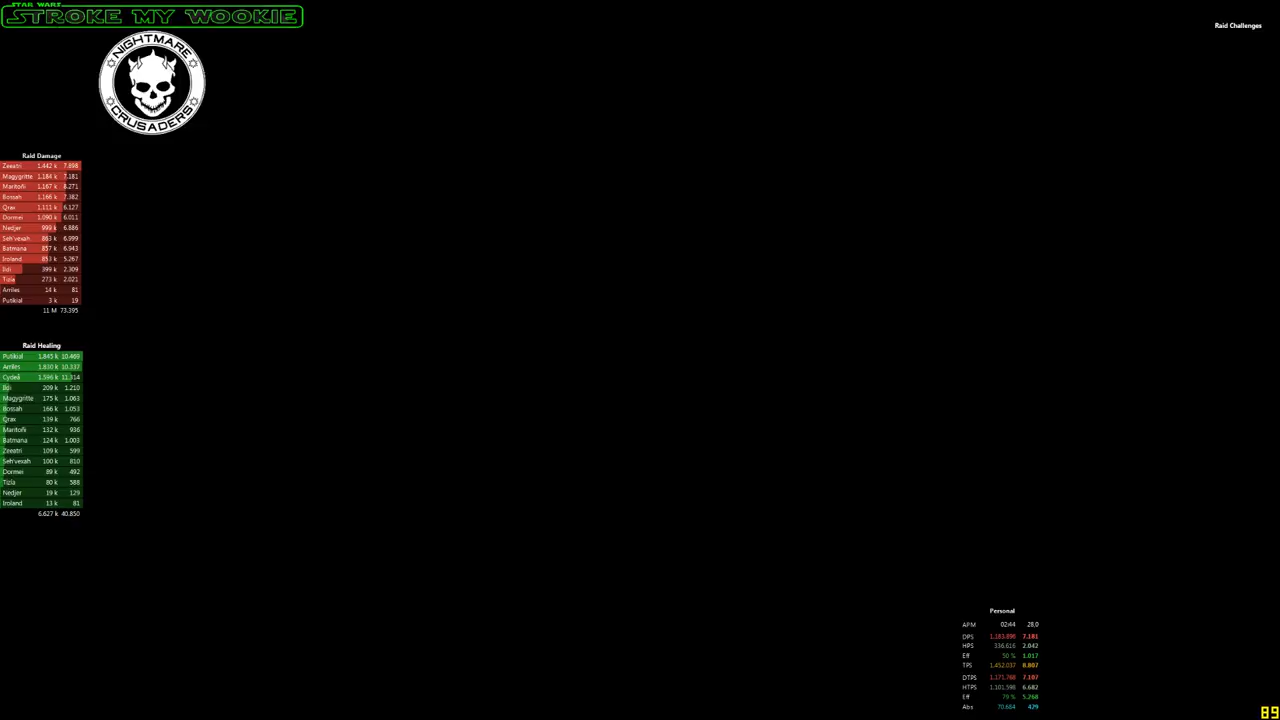 STAR WARS
STROKE MY WOOKIE
Raid Challenges
NIGHTMARE
CRUSADERS
Raid Damage
Zeeatri 1.442 k 7.898
Magygritte 1.184 k 7.181
Maritoñi 1.167 k 8.271
Bossah 1.166 k 7.382
Qrax 1.111 k 6.127
Dormei 1.090 k 6.011
Nedjer 999 k 6.886
Seh'vexah 863 k 6.999
Batmana 857 k 6.943
Iroland 853 k 5.267
Ildi 399 k 2.309
Tizla 273 k 2.021
Arriles 14 k 81
Putikial 3 k 19
11 M 73.395
Raid Healing
Putikial 1.845 k 10.469
Arriles 1.830 k 10.337
Cydeä 1.596 k 11.314
Ildi 209 k 1.210
Magygritte 175 k 1.063
Bossah 166 k 1.053
Qrax 139 k 766
Maritoñi 132 k 936
Batmana 124 k 1.003
Zeeatri 109 k 599
Seh'vexah 100 k 810
Dormei 89 k 492
Tizla 80 k 588
Nedjer 19 k 129
Iroland 13 k 81
6.627 k 40.850
Personal
APM 02:44 28,0
DPS 1.183.896 7.181
HPS 336.616 2.042
Eff 50 % 1.017
TPS 1.452.037 8.807
DTPS 1.171.768 7.107
HTPS 1.101.598 6.682
Eff 79 % 5.268
Abs 70.684 429
89